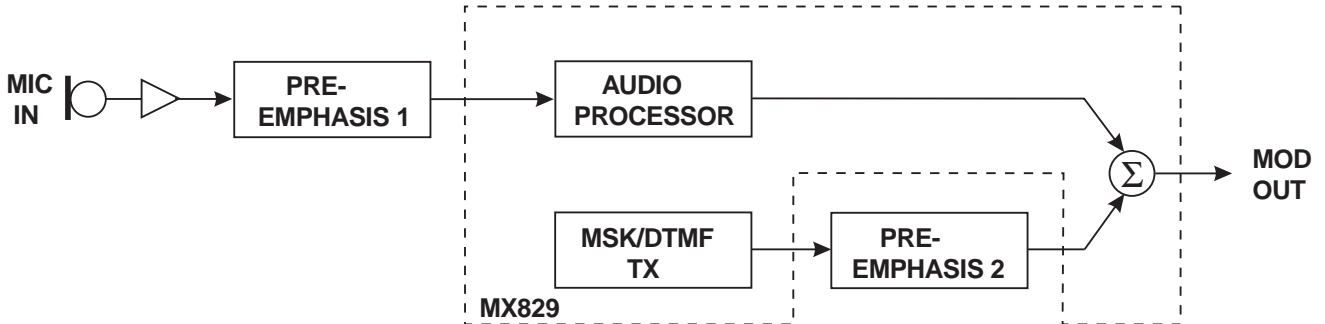 MIC
IN
PRE-
EMPHASIS 1
AUDIO
PROCESSOR
Σ
MOD
OUT
MSK/DTMF
TX
PRE-
EMPHASIS 2
MX829